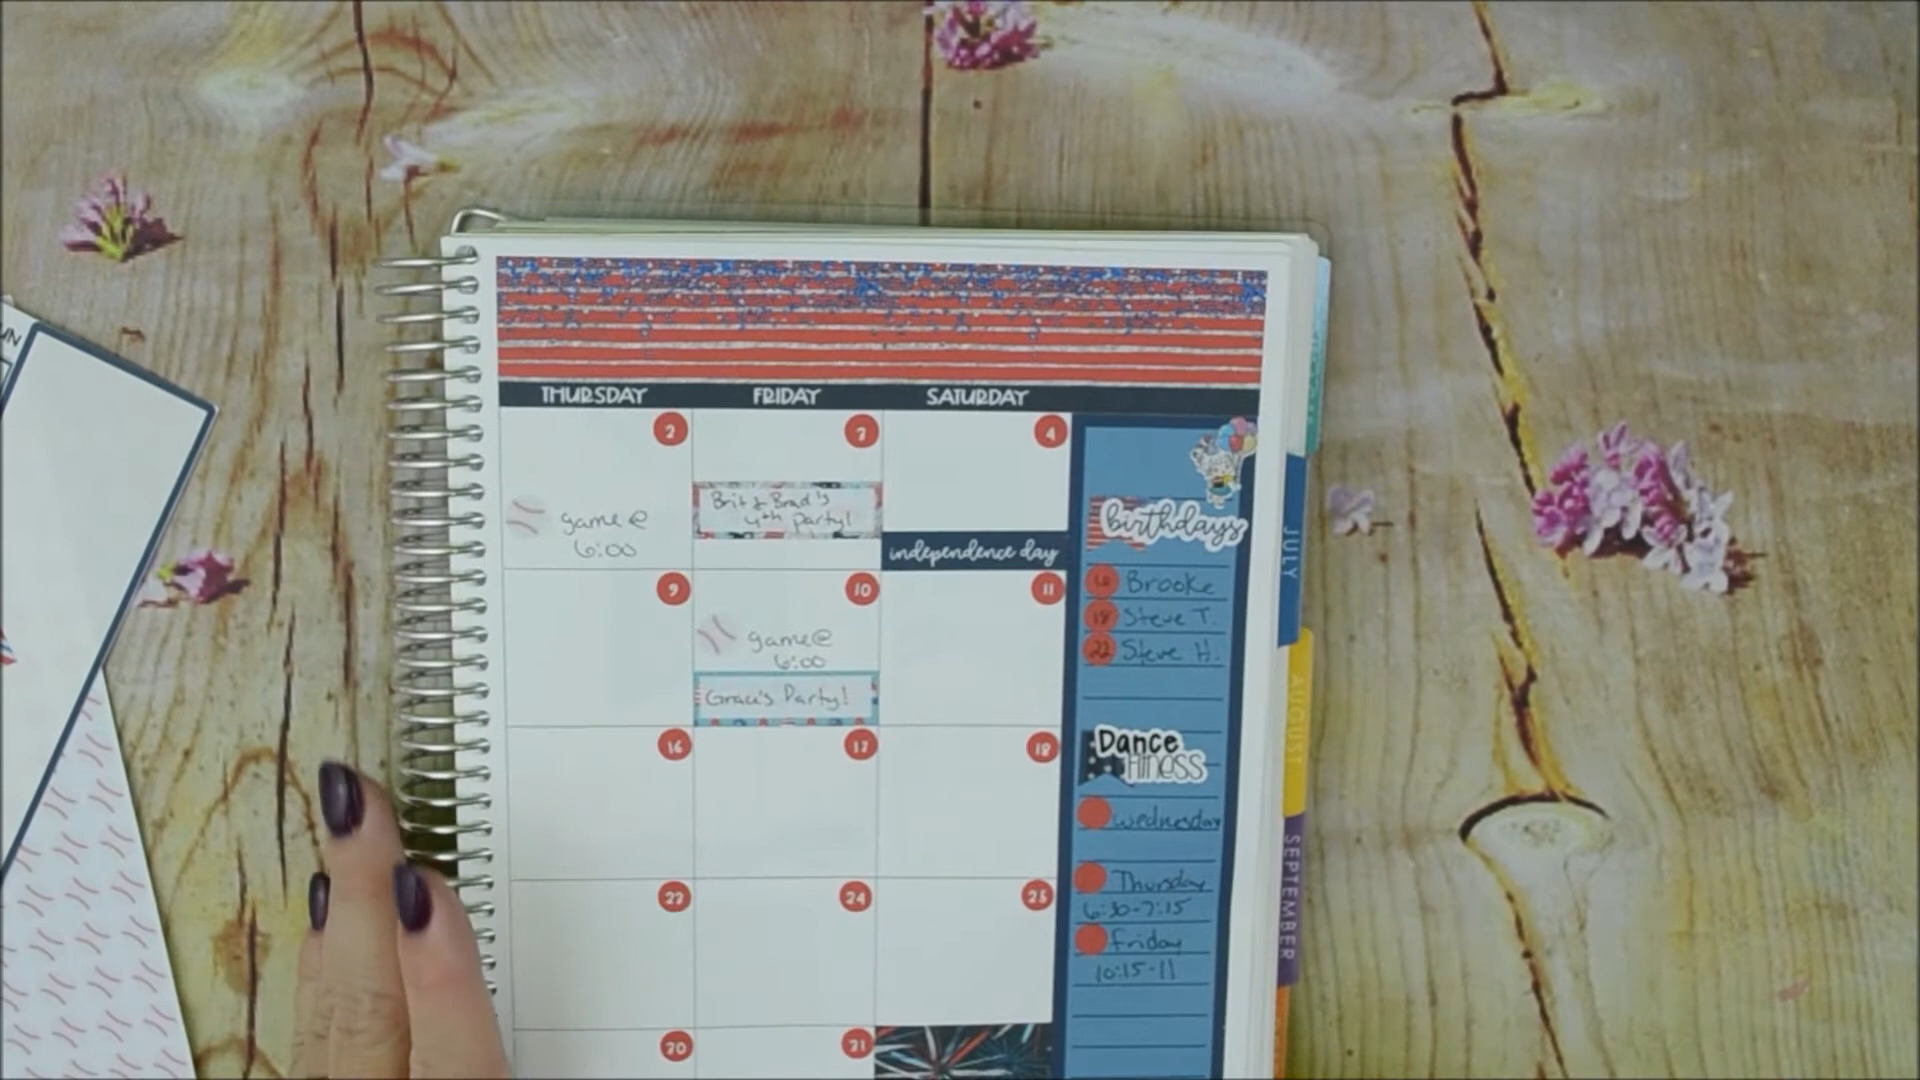 THURSDAY FRIDAY SATURDAY
2 3 4
game @
6:00
Brit & Brad's
4th party!
independence day
birthdays
Brooke
18 Steve T.
22 Steve H.
9 10 11
game@
6:00
Grace's Party!
16 17 18
Dance
Fitness
Wednesday
Thursday
6:30-7:15
Friday
10:15-11
24 25
JULY
AUGUST
SEPTEMBER